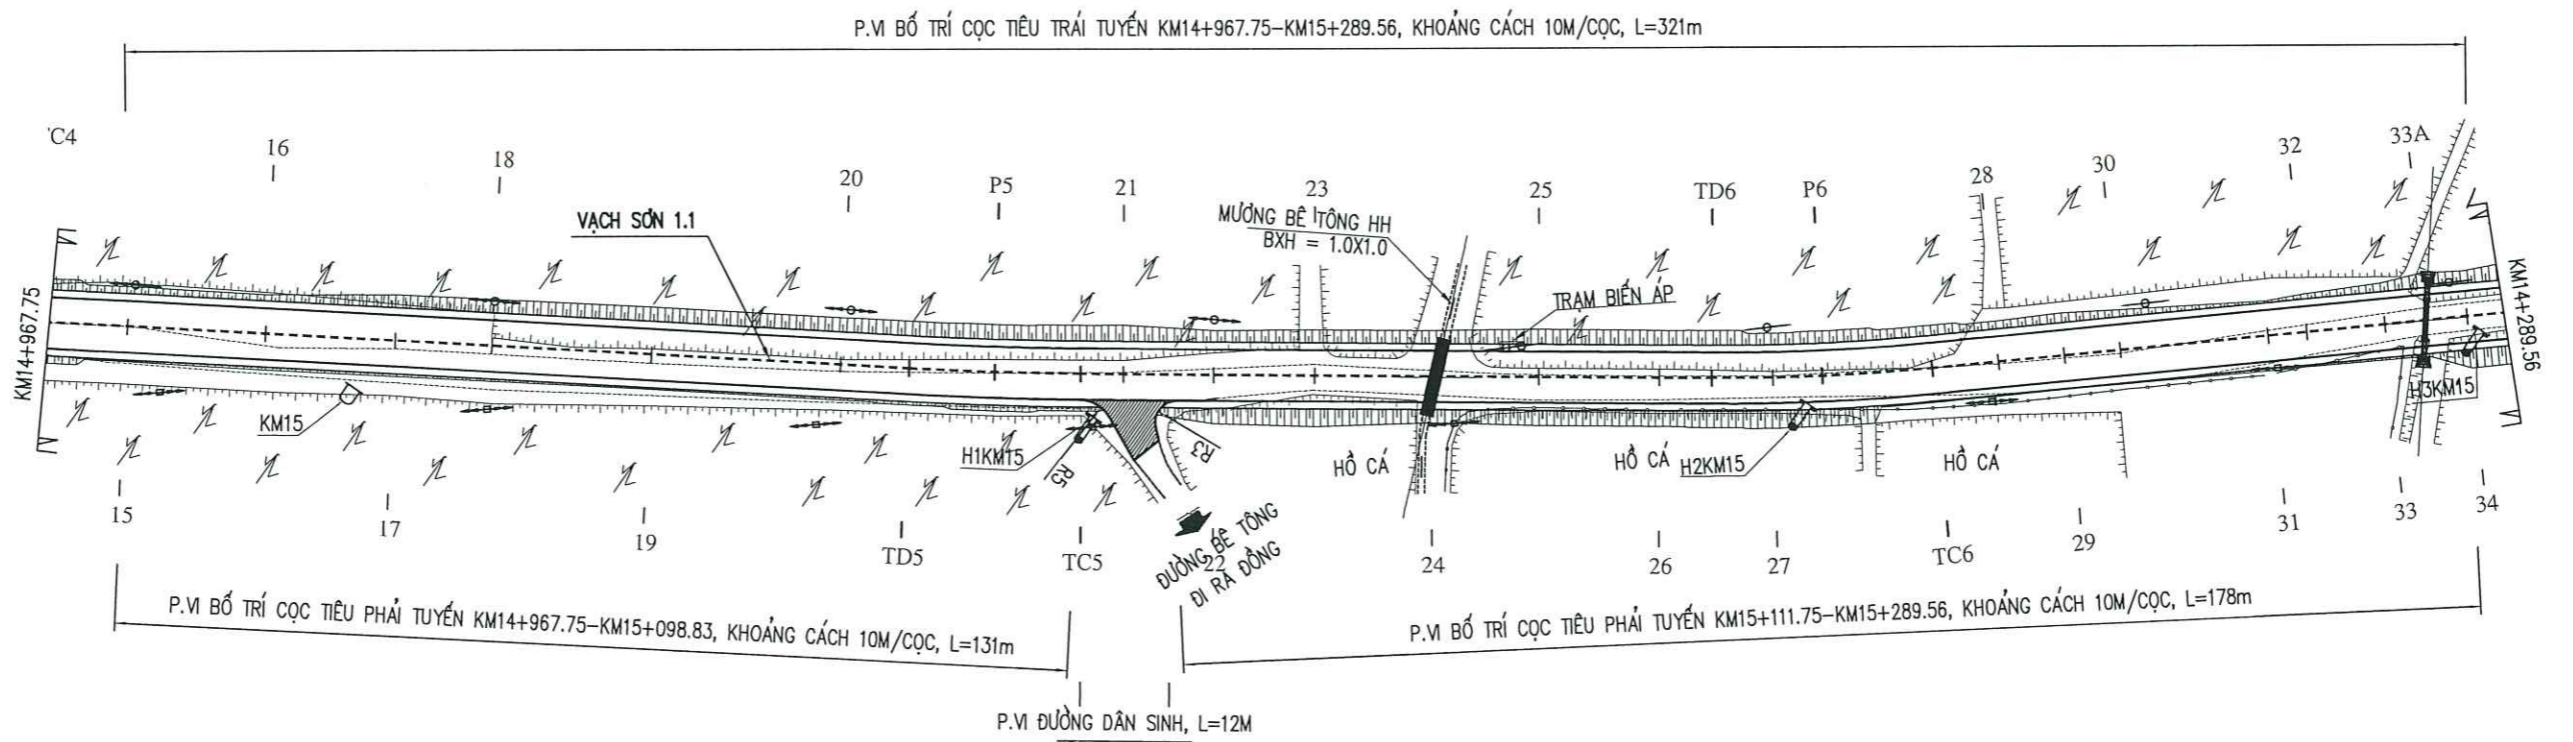 P.VI BỐ TRÍ CỌC TIÊU TRÁI TUYẾN KM14+967.75-KM15+289.56, KHOẢNG CÁCH 10M/CỌC, L=321m
C4
16
18
20
P5
21
23
25
TD6
P6
28
30
32
33A
VẠCH SƠN 1.1
MƯƠNG BÊ TÔNG HH
BXH = 1.0X1.0
TRẠM BIẾN ÁP
KM14+967.75
KM14+289.56
KM15
H1KM15
R5
R3
HỒ CÁ
HỒ CÁ
H2KM15
HỒ CÁ
H3KM15
15
17
19
TD5
TC5
22
24
26
27
TC6
29
31
33
34
ĐƯỜNG BÊ TÔNG
ĐI RA ĐỒNG
P.VI BỐ TRÍ CỌC TIÊU PHẢI TUYẾN KM14+967.75-KM15+098.83, KHOẢNG CÁCH 10M/CỌC, L=131m
P.VI BỐ TRÍ CỌC TIÊU PHẢI TUYẾN KM15+111.75-KM15+289.56, KHOẢNG CÁCH 10M/CỌC, L=178m
P.VI ĐƯỜNG DÂN SINH, L=12M